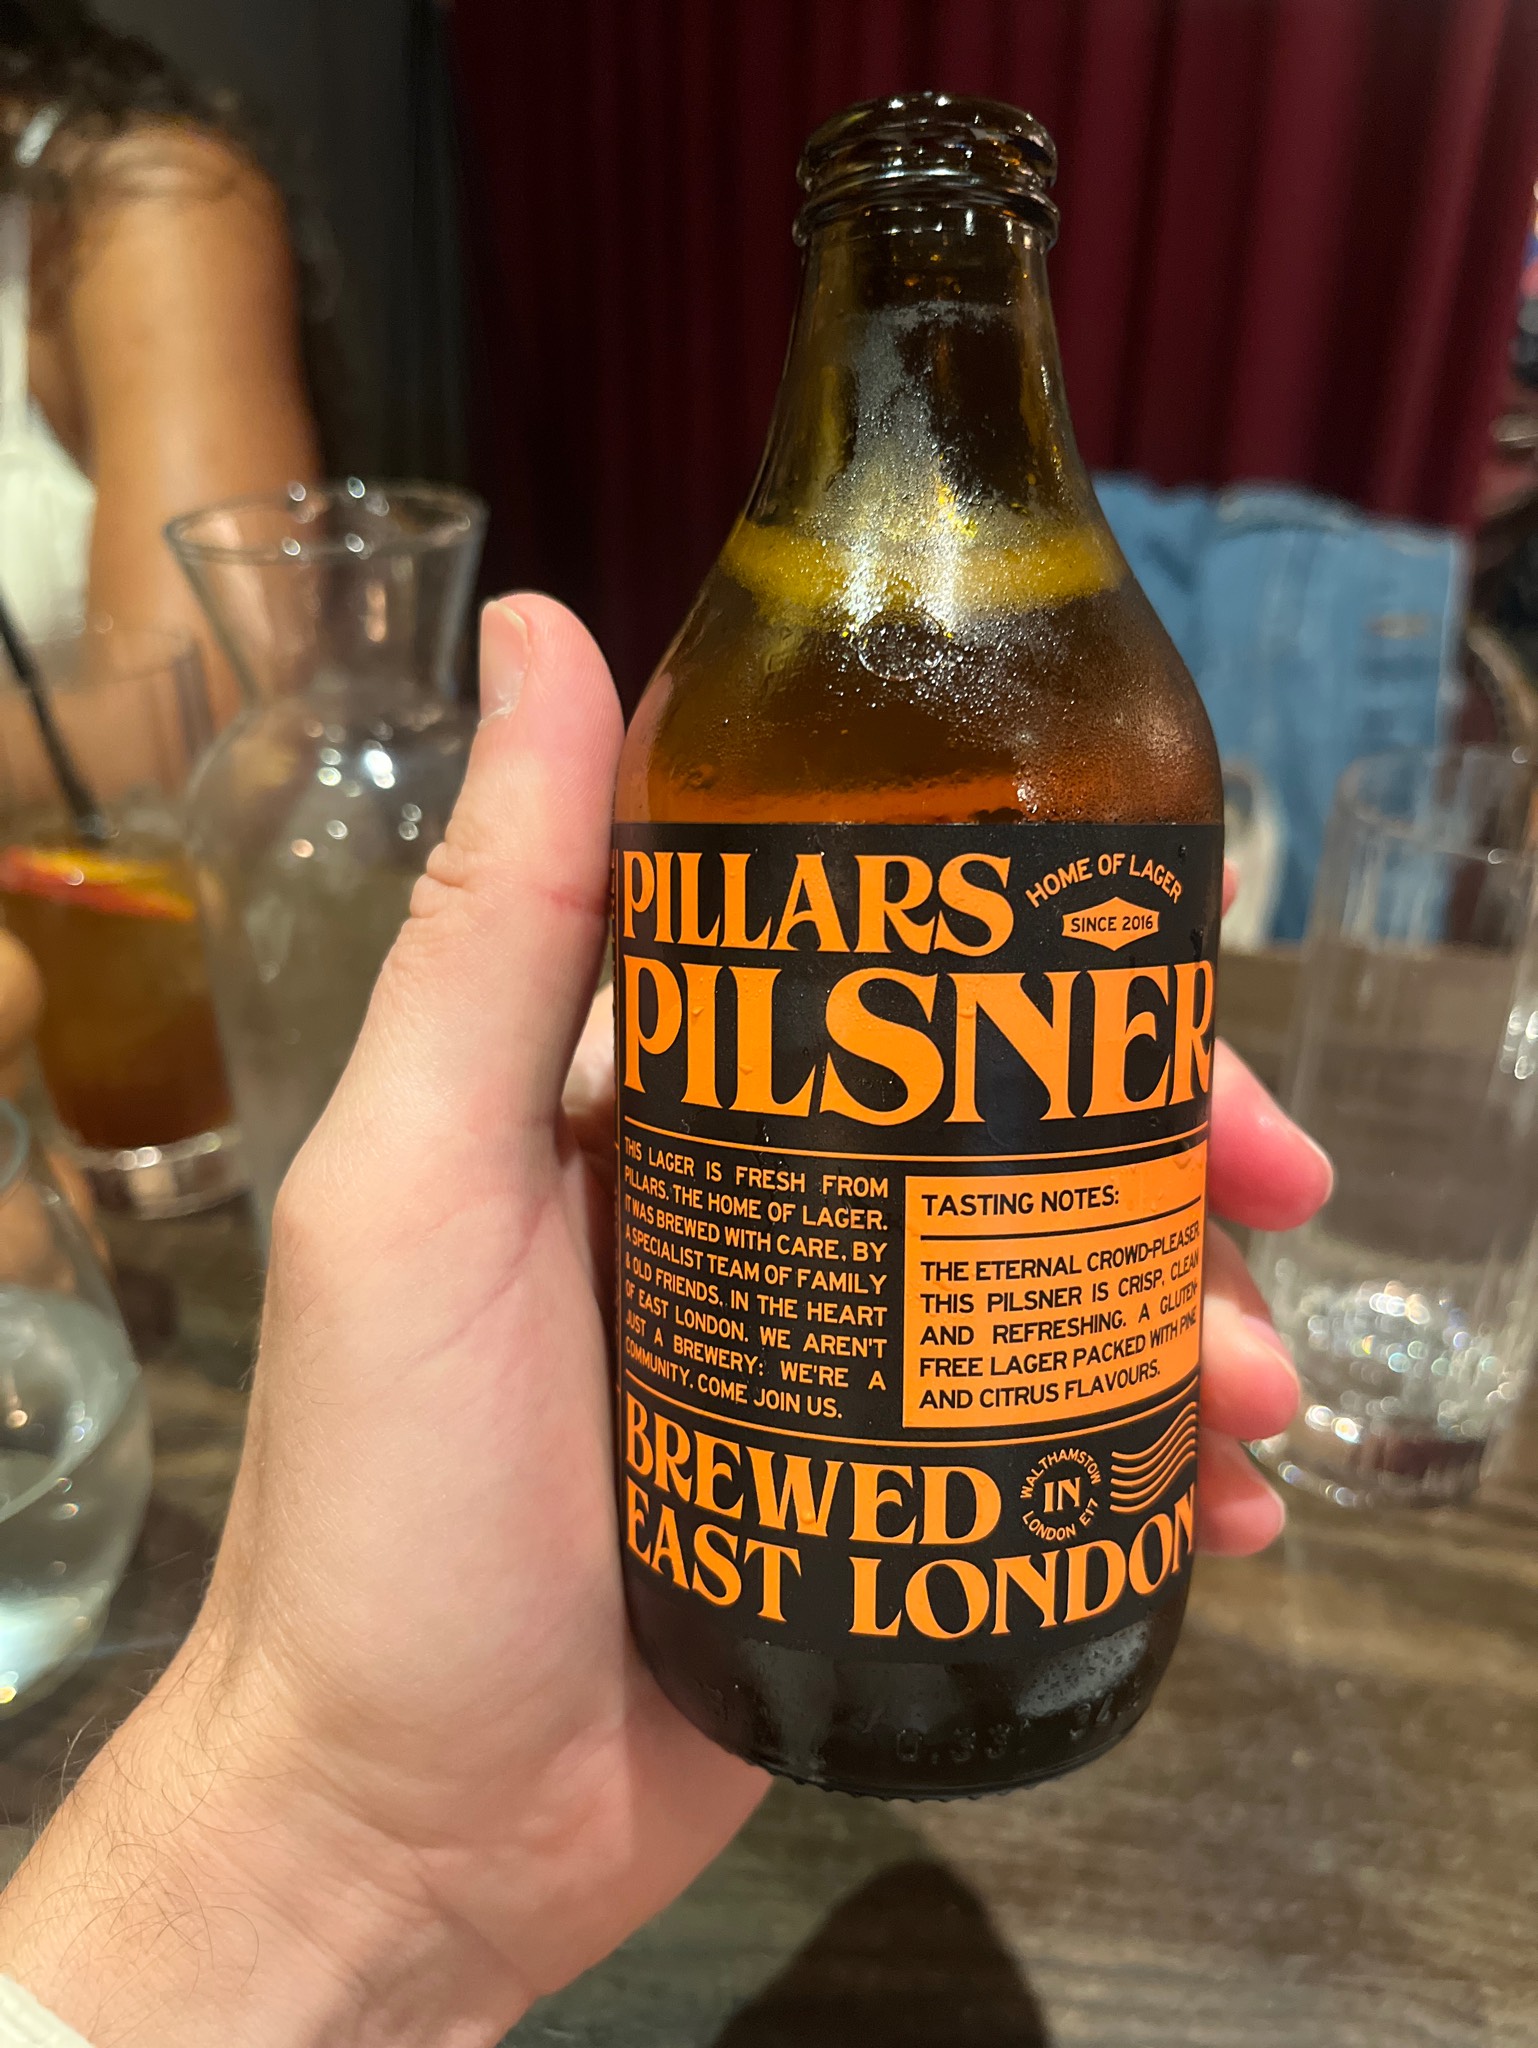 PILLARS
HOME OF LAGER
SINCE 2016
PILSNER
THIS LAGER IS FRESH FROM
PILLARS. THE HOME OF LAGER.
IT WAS BREWED WITH CARE, BY
A SPECIALIST TEAM OF FAMILY
& OLD FRIENDS, IN THE HEART
OF EAST LONDON. WE AREN'T
JUST A BREWERY: WE'RE A
COMMUNITY. COME JOIN US.
TASTING NOTES:
THE ETERNAL CROWD-PLEASER,
THIS PILSNER IS CRISP, CLEAN
AND REFRESHING. A GLUTEN-
FREE LAGER PACKED WITH PINE
AND CITRUS FLAVOURS.
BREWED
WALTHAMSTOW
IN
LONDON E17
EAST LONDON
0.33L